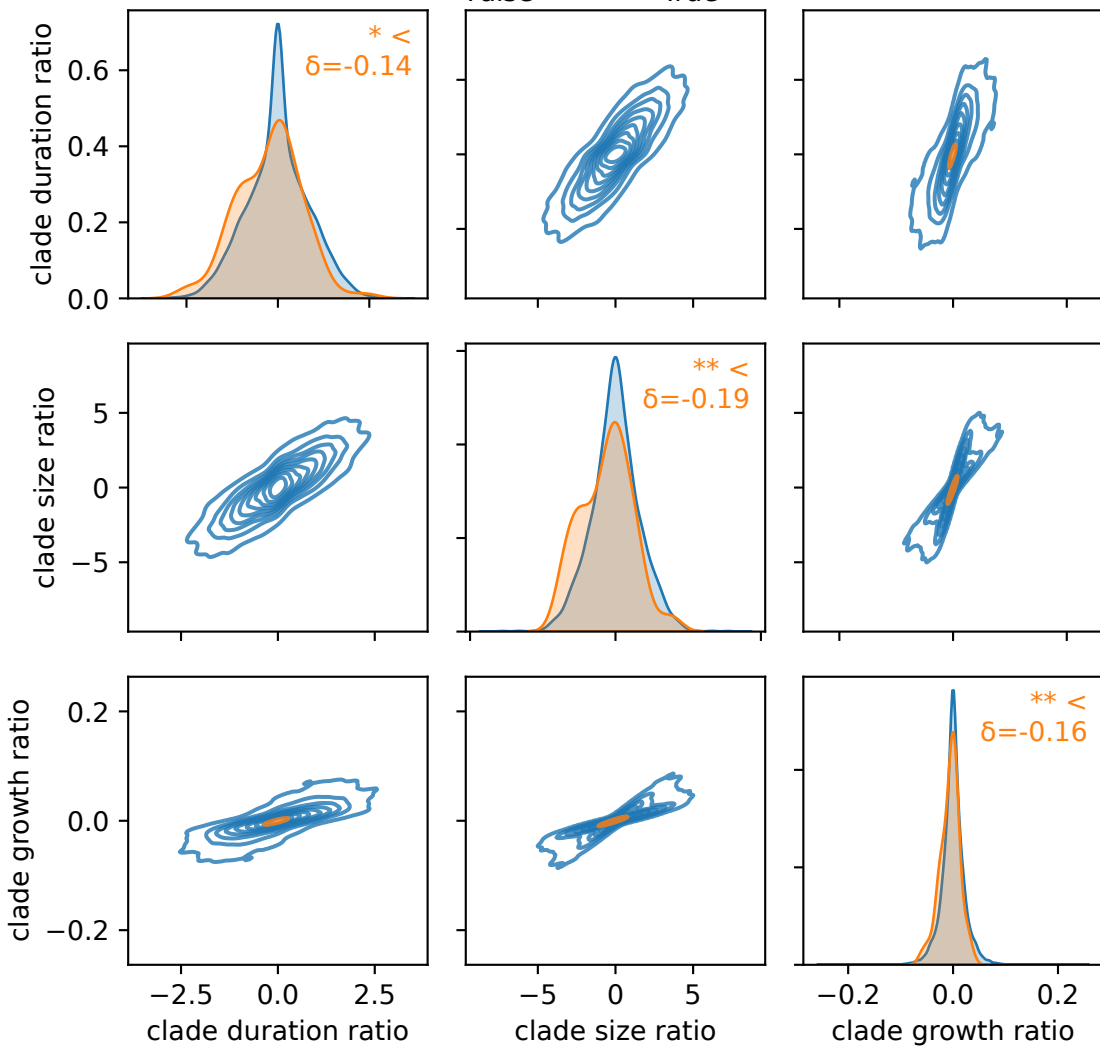 clade duration ratio
0.6
0.4
0.2
0.0
* <
δ=-0.14
clade size ratio
5
0
−5
** <
δ=-0.19
clade growth ratio
0.2
0.0
−0.2
** <
δ=-0.16
−2.5 0.0 2.5
−5 0 5
−0.2 0.0 0.2
clade duration ratio
clade size ratio
clade growth ratio